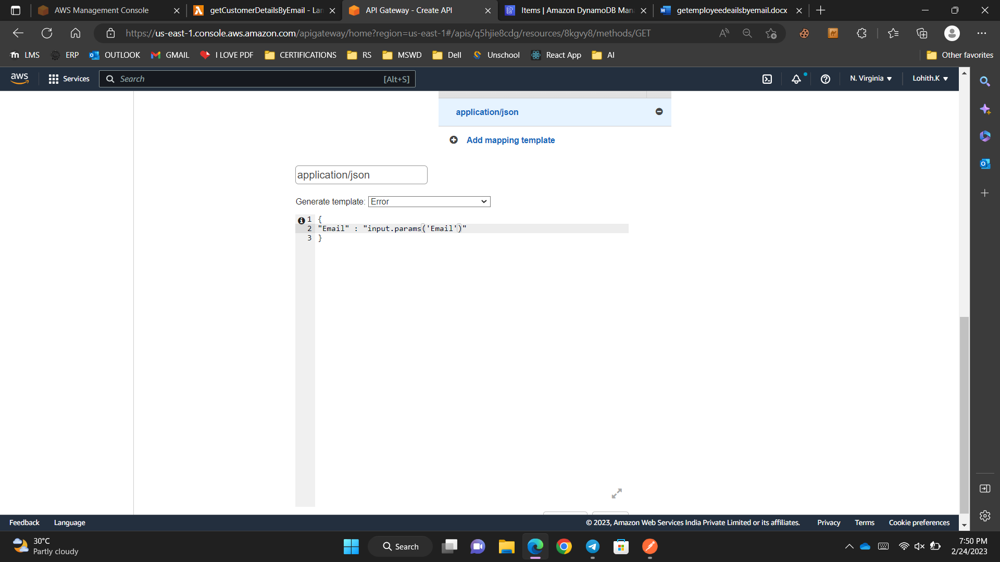 AWS Management Console
getCustomerDetailsByEmail - Lan
API Gateway - Create API
Items | Amazon DynamoDB Man
getemployeedeailsbyemail.docx
https://us-east-1.console.aws.amazon.com/apigateway/home?region=us-east-1#/apis/q5hjie8cdg/resources/8kgvy8/methods/GET
LMS ERP OUTLOOK GMAIL I LOVE PDF CERTIFICATIONS RS MSWD Dell Unschool React App AI Other favorites
aws Services Search [Alt+S] N. Virginia Lohith.K
application/json
Add mapping template
application/json
Generate template: Error
1 {
2 "Email" : "input.params('Email')"
3 }
Feedback Language © 2023, Amazon Web Services India Private Limited or its affiliates. Privacy Terms Cookie preferences
30°C
Partly cloudy
Search
7:50 PM
2/24/2023